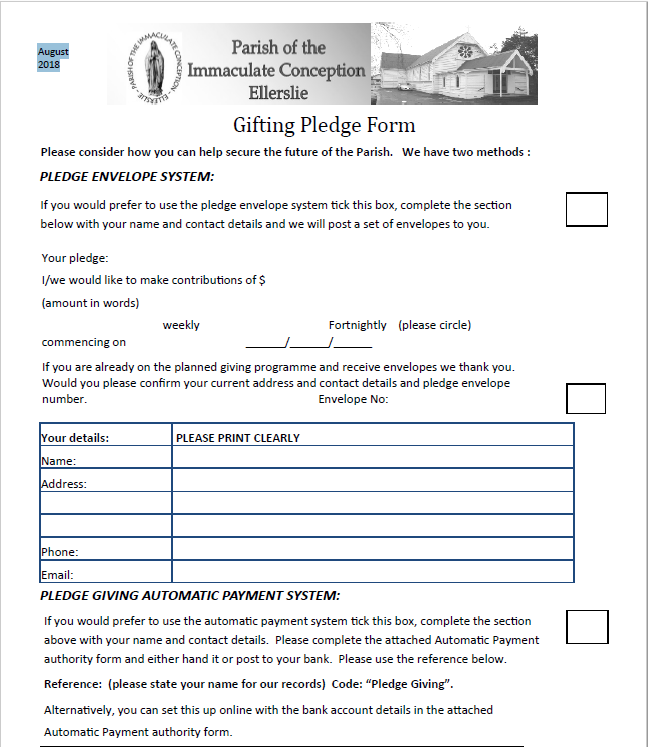 August
2018
PARISH OF THE IMMACULATE CONCEPTION - ELLERSLIE -
Parish of the
Immaculate Conception
Ellerslie
Gifting Pledge Form
Please consider how you can help secure the future of the Parish. We have two methods :
PLEDGE ENVELOPE SYSTEM:
If you would prefer to use the pledge envelope system tick this box, complete the section
below with your name and contact details and we will post a set of envelopes to you.
Your pledge:
I/we would like to make contributions of $
(amount in words)
weekly Fortnightly (please circle)
commencing on ______/______/______
If you are already on the planned giving programme and receive envelopes we thank you.
Would you please confirm your current address and contact details and pledge envelope
number. Envelope No:
Your details: PLEASE PRINT CLEARLY
Name:
Address:
Phone:
Email:
PLEDGE GIVING AUTOMATIC PAYMENT SYSTEM:
If you would prefer to use the automatic payment system tick this box, complete the section
above with your name and contact details. Please complete the attached Automatic Payment
authority form and either hand it or post to your bank. Please use the reference below.
Reference: (please state your name for our records) Code: “Pledge Giving”.
Alternatively, you can set this up online with the bank account details in the attached
Automatic Payment authority form.